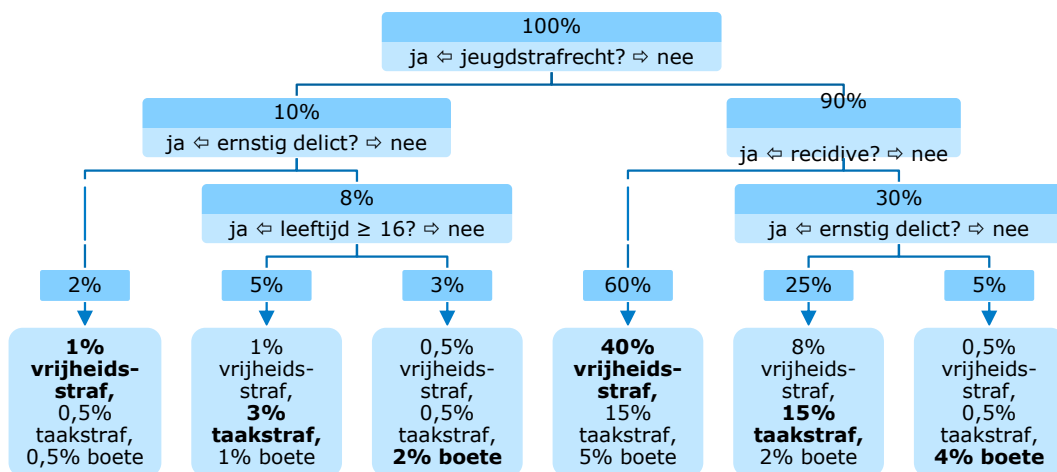 100%
ja ⇦ jeugdstrafrecht? ⇨ nee
10%
ja ⇦ ernstig delict? ⇨ nee
90%
ja ⇦ recidive? ⇨ nee
8%
ja ⇦ leeftijd ≥ 16? ⇨ nee
30%
ja ⇦ ernstig delict? ⇨ nee
2%
5%
3%
60%
25%
5%
1%
vrijheids-
straf,
0,5%
taakstraf,
0,5% boete
1%
vrijheids-
straf,
3%
taakstraf,
1% boete
0,5%
vrijheids-
straf,
0,5%
taakstraf,
2% boete
40%
vrijheids-
straf,
15%
taakstraf,
5% boete
8%
vrijheids-
straf,
15%
taakstraf,
2% boete
0,5%
vrijheids-
straf,
0,5%
taakstraf,
4% boete